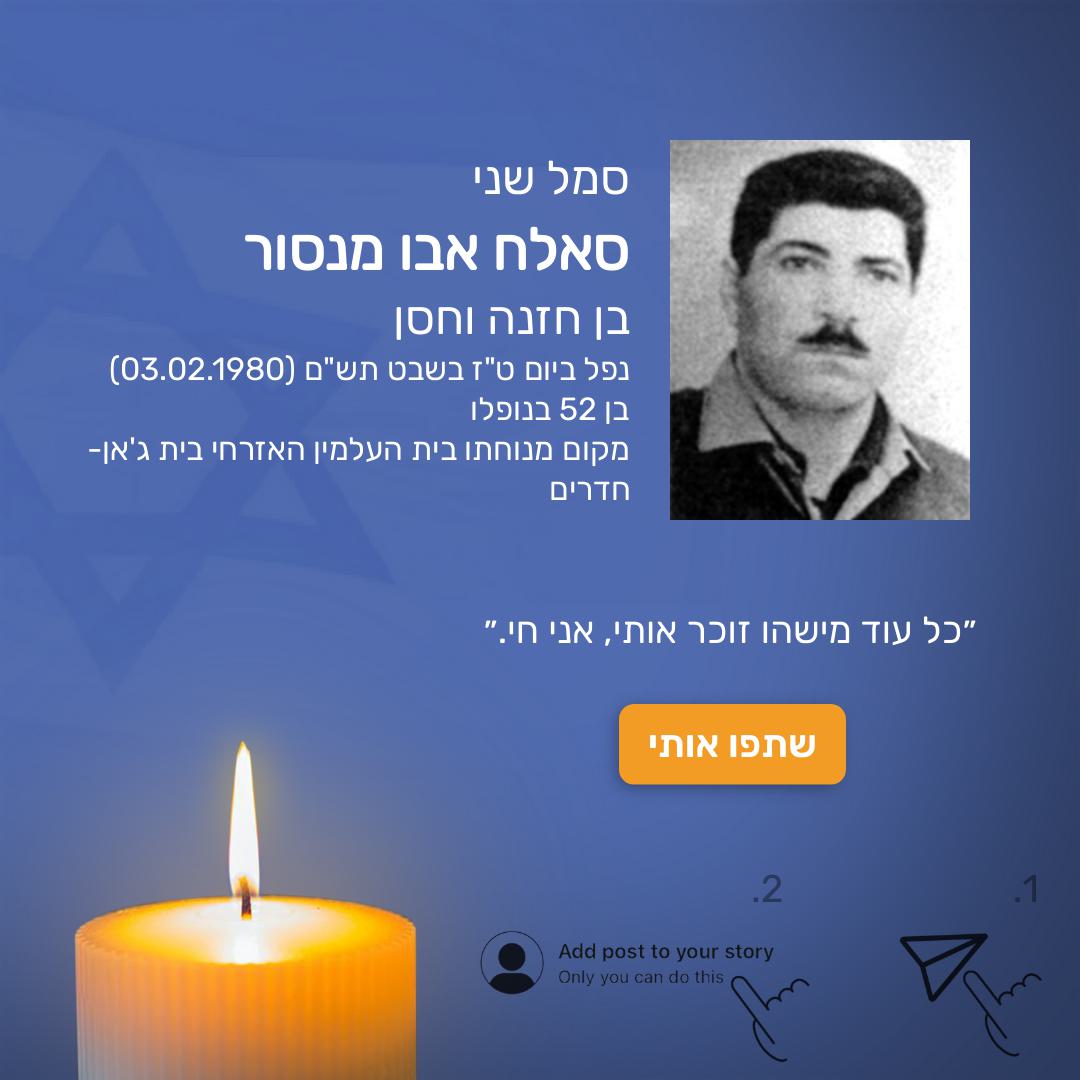 סמל שני
סאלח אבו מנסור
בן חזנה וחסן
נפל ביום ט"ז בשבט תש"ם (03.02.1980)
בן 52 בנופלו
מקום מנוחתו בית העלמין האזרחי בית ג'אן-
חדרים
״כל עוד מישהו זוכר אותי, אני חי.״
שתפו אותי
.1
.2
Add post to your story
Only you can do this